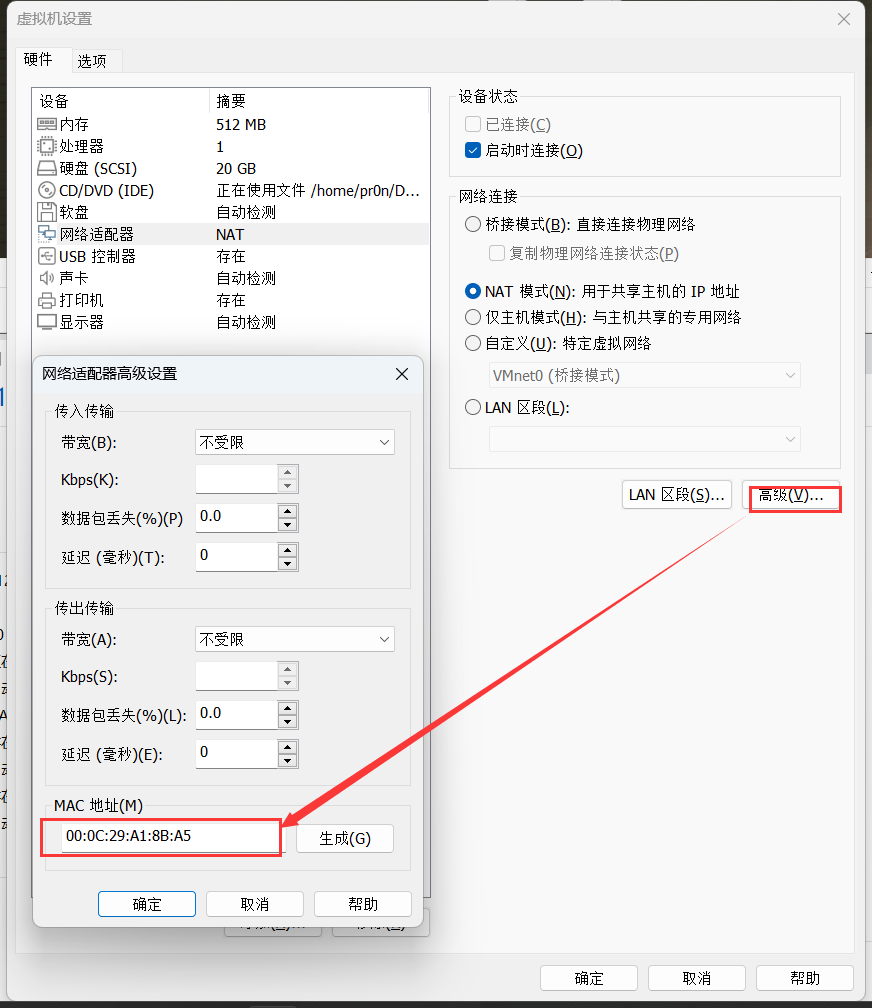 虚拟机设置
硬件
选项
设备 摘要
内存 512 MB
处理器 1
硬盘 (SCSI) 20 GB
CD/DVD (IDE) 正在使用文件 /home/pr0n/D...
软盘 自动检测
网络适配器 NAT
USB 控制器 存在
声卡 自动检测
打印机 存在
显示器 自动检测
设备状态
已连接(C)
启动时连接(O)
网络连接
桥接模式(B): 直接连接物理网络
复制物理网络连接状态(P)
NAT 模式(N): 用于共享主机的 IP 地址
仅主机模式(H): 与主机共享的专用网络
自定义(U): 特定虚拟网络
VMnet0 (桥接模式)
LAN 区段(L):
LAN 区段(S)...
高级(V)...
网络适配器高级设置
传入传输
带宽(B): 不受限
Kbps(K):
数据包丢失(%)(P) 0.0
延迟 (毫秒)(T): 0
传出传输
带宽(A): 不受限
Kbps(S):
数据包丢失(%)(L): 0.0
延迟 (毫秒)(E): 0
MAC 地址(M)
00:0C:29:A1:8B:A5
生成(G)
确定
取消
帮助
确定
取消
帮助